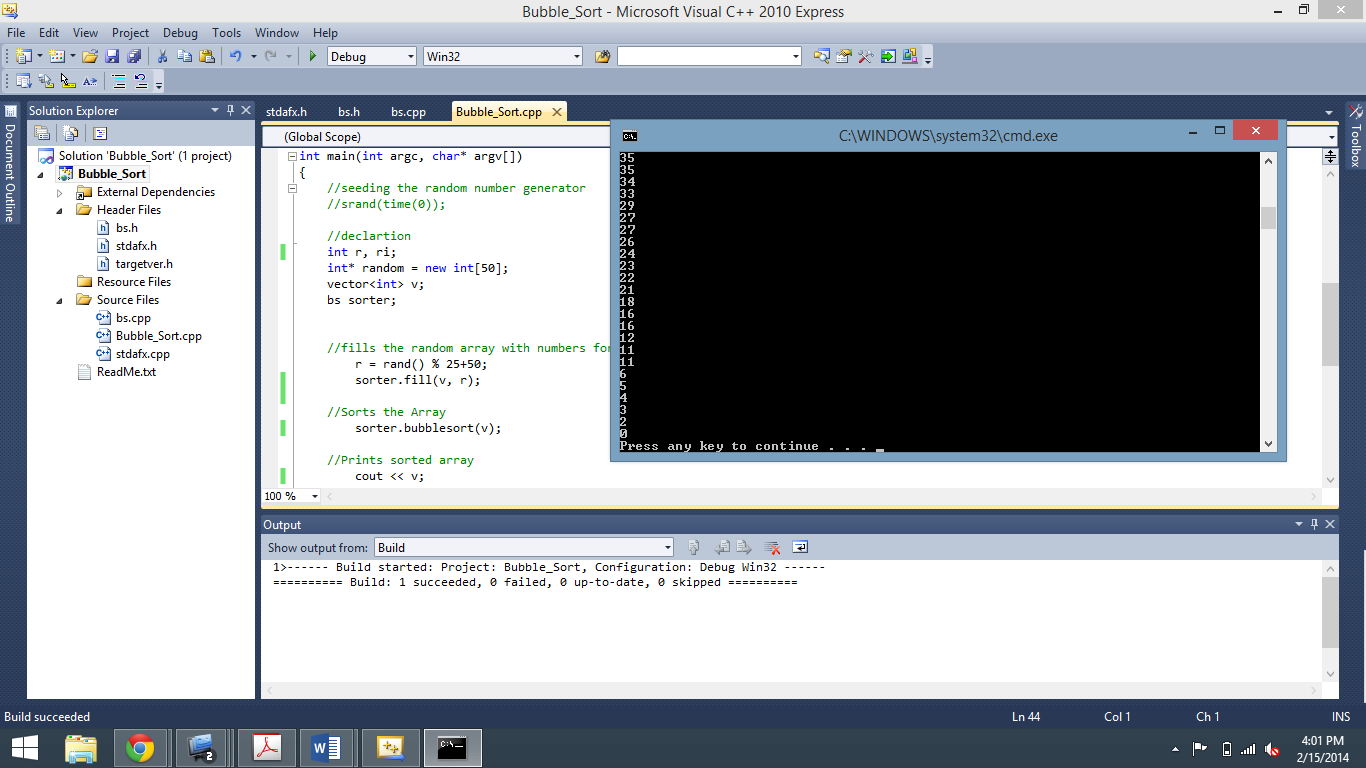 Bubble_Sort - Microsoft Visual C++ 2010 Express
File Edit View Project Debug Tools Window Help
Debug Win32
Document Outline
Solution Explorer
Solution 'Bubble_Sort' (1 project)
Bubble_Sort
External Dependencies
Header Files
bs.h
stdafx.h
targetver.h
Resource Files
Source Files
bs.cpp
Bubble_Sort.cpp
stdafx.cpp
ReadMe.txt
stdafx.h bs.h bs.cpp Bubble_Sort.cpp
(Global Scope)
int main(int argc, char* argv[])
{
//seeding the random number generator
//srand(time(0));
//declartion
int r, ri;
int* random = new int[50];
vector<int> v;
bs sorter;
//fills the random array with numbers for
r = rand() % 25+50;
sorter.fill(v, r);
//Sorts the Array
sorter.bubblesort(v);
//Prints sorted array
cout << v;
100 %
C:\WINDOWS\system32\cmd.exe
35
35
34
33
29
27
27
26
24
23
22
21
18
16
16
12
11
11
6
5
4
3
2
0
Press any key to continue . . .
Toolbox
Output
Show output from: Build
1>------ Build started: Project: Bubble_Sort, Configuration: Debug Win32 ------
========== Build: 1 succeeded, 0 failed, 0 up-to-date, 0 skipped ==========
Build succeeded Ln 44 Col 1 Ch 1 INS
2
4:01 PM
2/15/2014